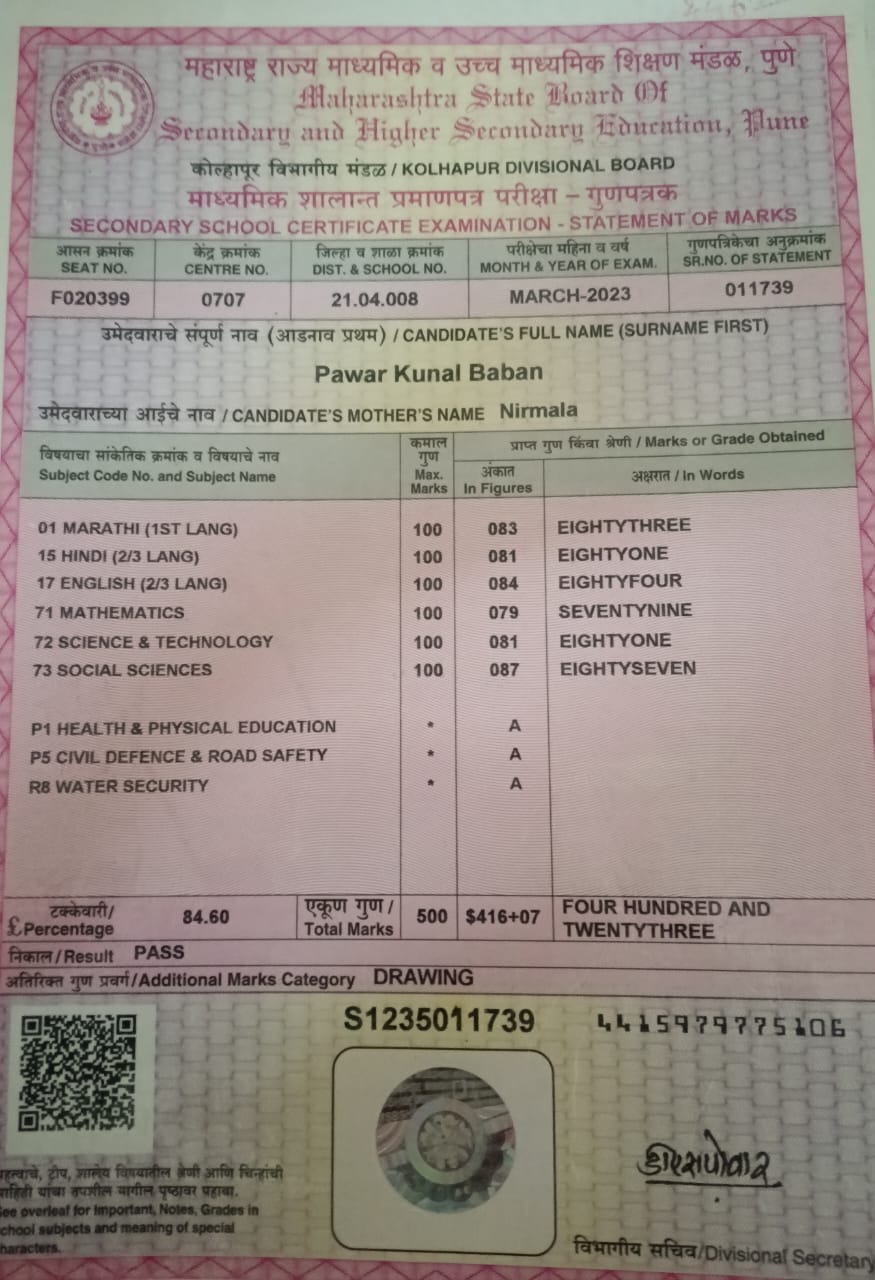 महाराष्ट्र राज्य माध्यमिक व उच्च माध्यमिक शिक्षण मंडळ, पुणे
Maharashtra State Board Of
Secondary and Higher Secondary Education, Pune
कोल्हापूर विभागीय मंडळ / KOLHAPUR DIVISIONAL BOARD
माध्यमिक शालान्त प्रमाणपत्र परीक्षा – गुणपत्रक
SECONDARY SCHOOL CERTIFICATE EXAMINATION - STATEMENT OF MARKS
आसन क्रमांक केंद्र क्रमांक जिल्हा व शाळा क्रमांक परीक्षेचा महिना व वर्ष गुणपत्रिकेचा अनुक्रमांक
SEAT NO. CENTRE NO. DIST. & SCHOOL NO. MONTH & YEAR OF EXAM. SR.NO. OF STATEMENT
F020399 0707 21.04.008 MARCH-2023 011739
उमेदवाराचे संपूर्ण नाव (आडनाव प्रथम) / CANDIDATE'S FULL NAME (SURNAME FIRST)
Pawar Kunal Baban
उमेदवाराच्या आईचे नाव / CANDIDATE'S MOTHER'S NAME Nirmala
विषयाचा सांकेतिक क्रमांक व विषयाचे नाव
Subject Code No. and Subject Name
कमाल
गुण
Max.
Marks
प्राप्त गुण किंवा श्रेणी / Marks or Grade Obtained
अंकात
In Figures
अक्षरात / In Words
01 MARATHI (1ST LANG) 100 083 EIGHTYTHREE
15 HINDI (2/3 LANG) 100 081 EIGHTYONE
17 ENGLISH (2/3 LANG) 100 084 EIGHTYFOUR
71 MATHEMATICS 100 079 SEVENTYNINE
72 SCIENCE & TECHNOLOGY 100 081 EIGHTYONE
73 SOCIAL SCIENCES 100 087 EIGHTYSEVEN
P1 HEALTH & PHYSICAL EDUCATION * A
P5 CIVIL DEFENCE & ROAD SAFETY * A
R8 WATER SECURITY * A
टक्केवारी/
£ Percentage
84.60
एकूण गुण /
Total Marks
500 $416+07
FOUR HUNDRED AND
TWENTYTHREE
निकाल / Result PASS
अतिरिक्त गुण प्रवर्ग/Additional Marks Category DRAWING
S1235011739
4415979775106
टीप, शालेय विषयातील श्रेणी आणि चिन्हांची
माहिती यांचा तपशील मागील पृष्ठावर पहावा.
See overleaf for Important, Notes, Grades in
school subjects and meaning of special
characters.
विभागीय सचिव/Divisional Secretary